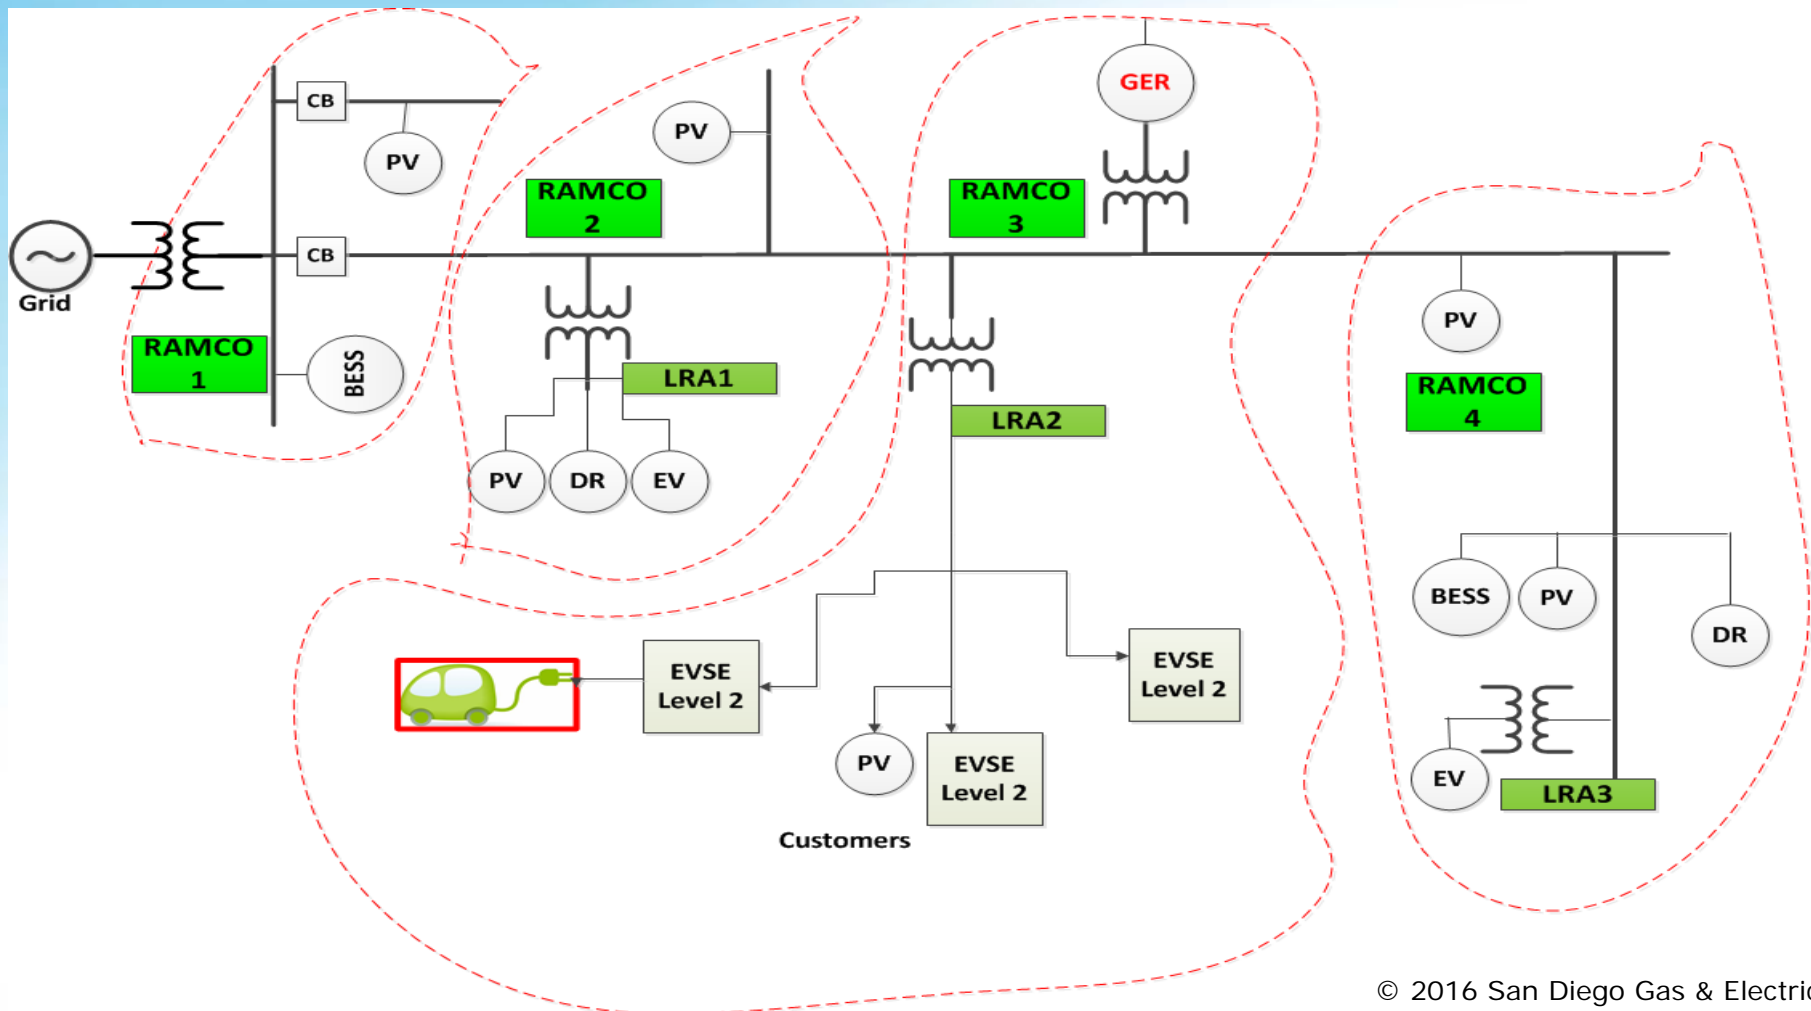 GER
CB
PV
PV
RAMCO
2
RAMCO
3
CB
Grid
PV
RAMCO
1
BESS
LRA1
RAMCO
4
LRA2
PV
DR
EV
BESS
PV
DR
EVSE
Level 2
EVSE
Level 2
PV
EVSE
Level 2
EV
LRA3
Customers
© 2016 San Diego Gas & Electric